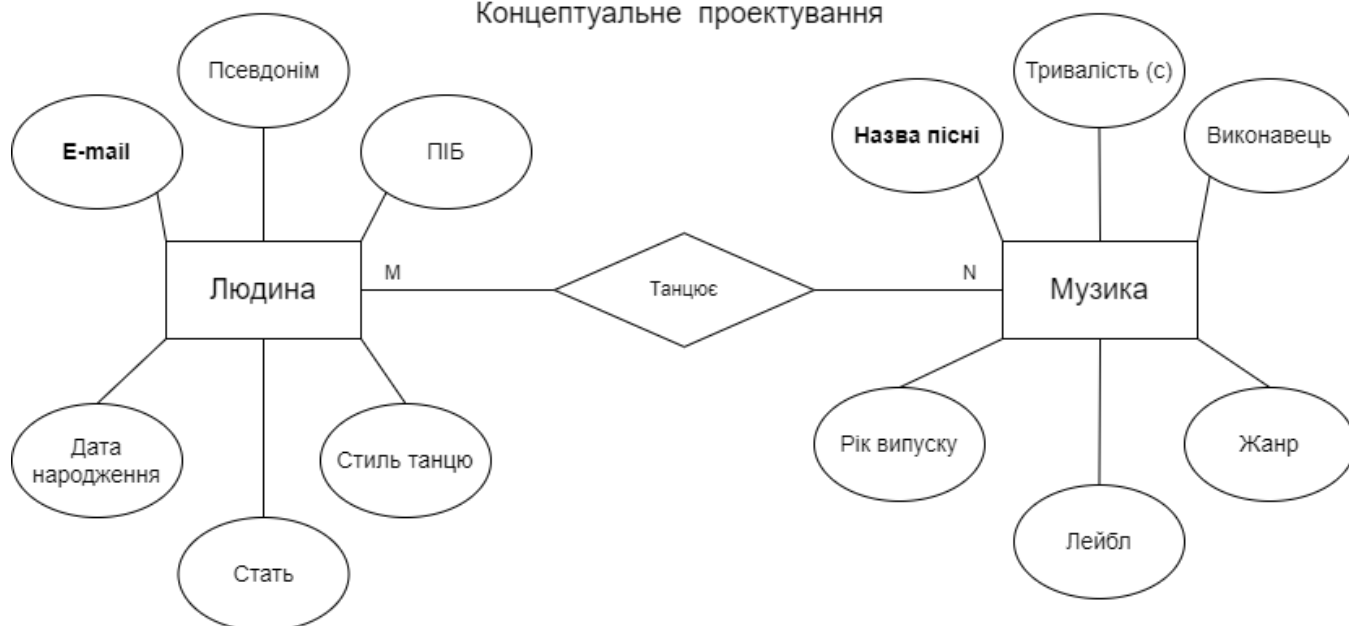 Концептуальне проектування
Псевдонім
Тривалість (с)
E-mail
ПІБ
Назва пісні
Виконавець
Людина
M
Танцює
N
Музика
Дата
народження
Стиль танцю
Рік випуску
Жанр
Стать
Лейбл